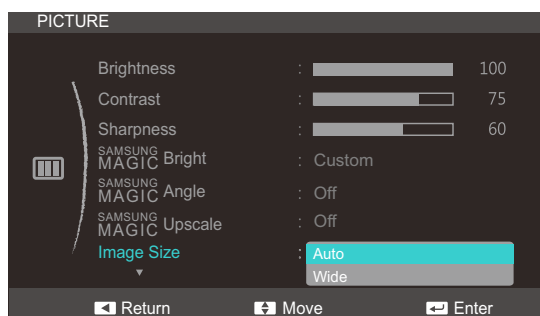 PICTURE
Brightness : 100
Contrast : 75
Sharpness : 60
SAMSUNG MAGIC Bright : Custom
SAMSUNG MAGIC Angle : Off
SAMSUNG MAGIC Upscale : Off
Image Size : Auto
Wide
Return Move Enter